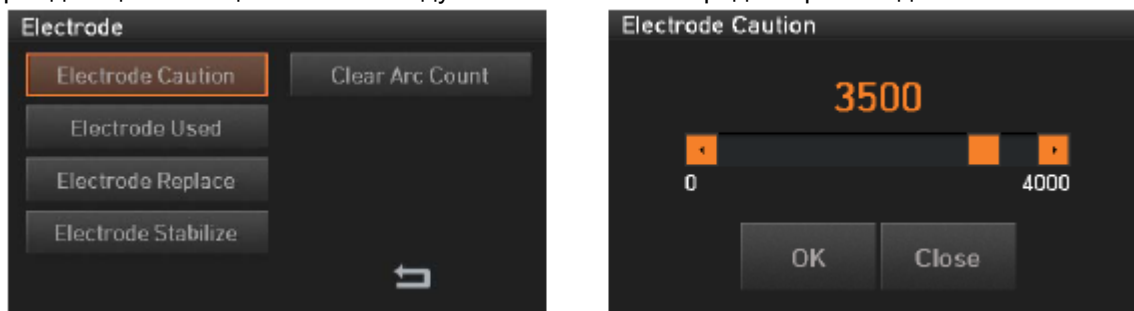 Electrode
Electrode Caution
Clear Arc Count
Electrode Used
Electrode Replace
Electrode Stabilize
Electrode Caution
3500
0
4000
OK
Close